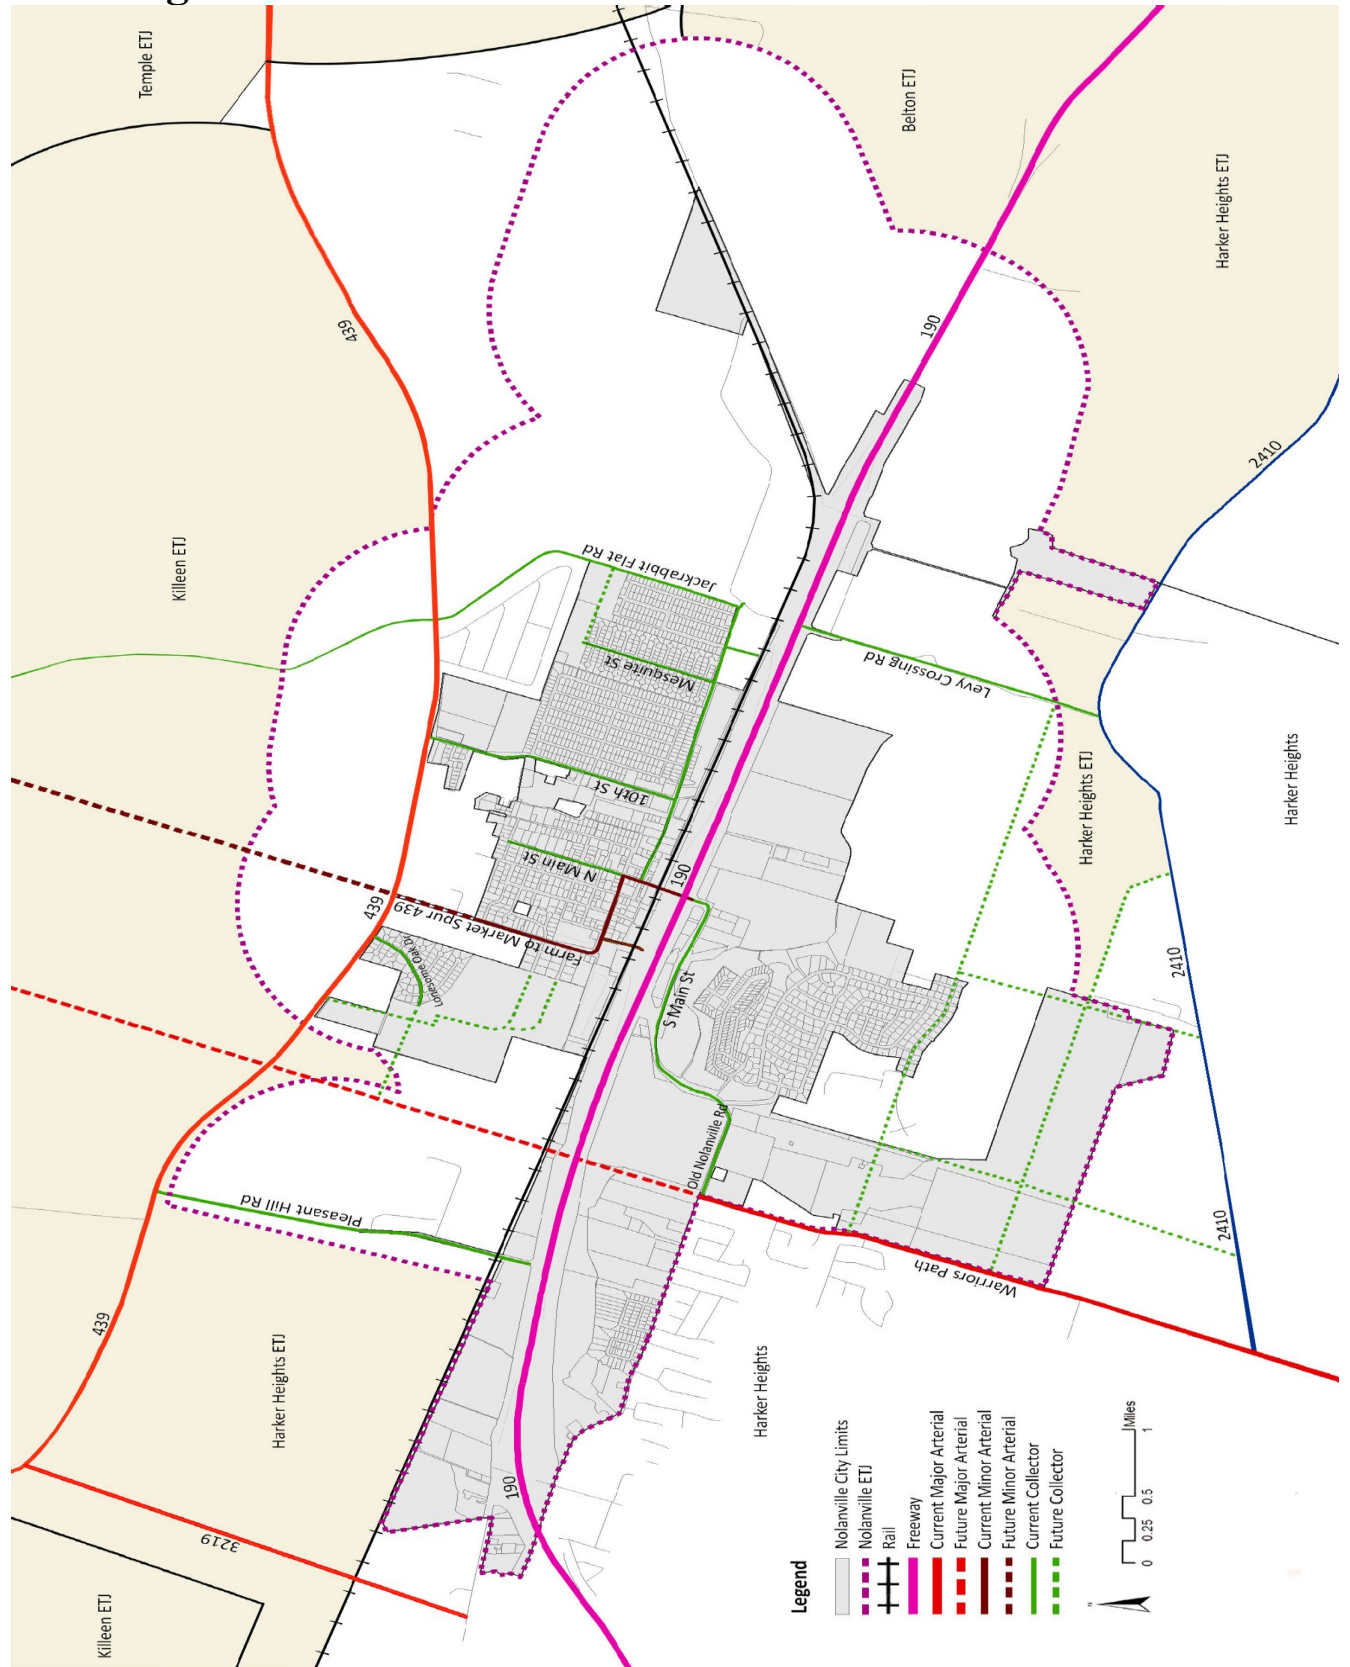 g
Temple ETJ
Belton ETJ
Harker Heights ETJ
439
190
Killeen ETJ
2410
Jackrabbit Flat Rd
Mesquite St
Levy Crossing Rd
10th St
N Main St
190
439
Farm to Market Spur 439
Lonesome Oak Dr
S Main St
Harker Heights ETJ
Harker Heights
2410
Old Nolanville Rd
Pleasant Hill Rd
2410
Warriors Path
439
Harker Heights ETJ
Harker Heights
190
3219
Killeen ETJ
Legend
Nolanville City Limits
Nolanville ETJ
Rail
Freeway
Current Major Arterial
Future Major Arterial
Current Minor Arterial
Future Minor Arterial
Current Collector
Future Collector
0 0.25 0.5 1
Miles
N